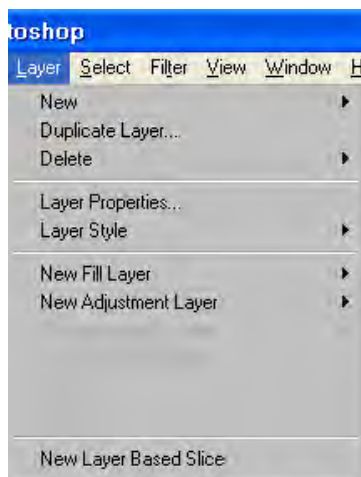 toshop
Layer Select Filter View Window H
New
Duplicate Layer...
Delete
Layer Properties...
Layer Style
New Fill Layer
New Adjustment Layer
New Layer Based Slice